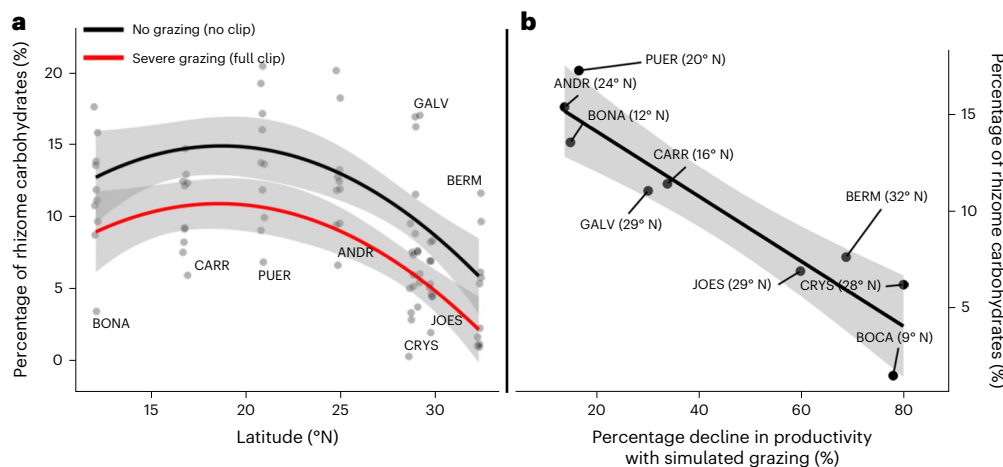 a
No grazing (no clip)
Severe grazing (full clip)
Percentage of rhizome carbohydrates (%)
20
15
10
5
0
GALV
BERM
ANDR
CARR
PUER
JOES
BONA
CRYS
15
20
25
30
Latitude (°N)
b
PUER (20° N)
ANDR (24° N)
BONA (12° N)
CARR (16° N)
BERM (32° N)
GALV (29° N)
JOES (29° N)
CRYS (28° N)
BOCA (9° N)
15
10
5
Percentage of rhizome carbohydrates (%)
20
40
60
80
Percentage decline in productivity
with simulated grazing (%)